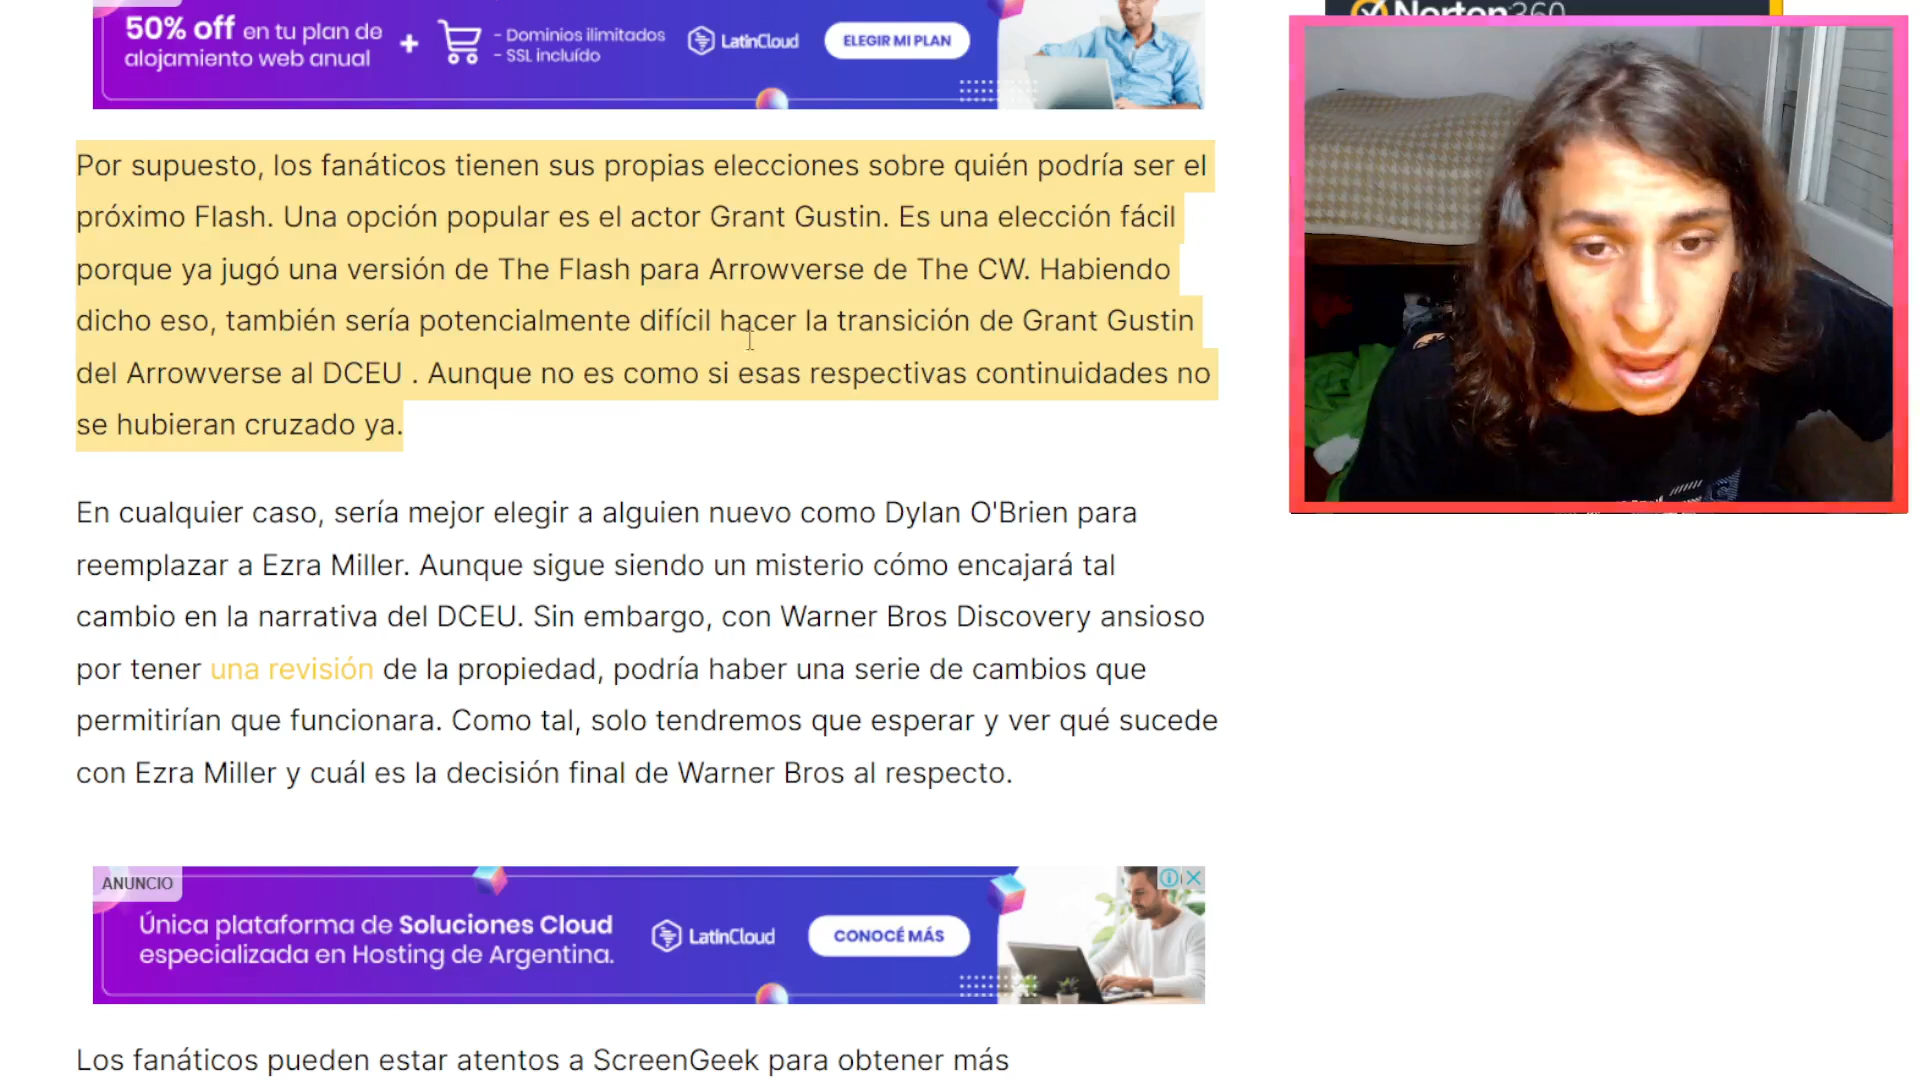 50% off en tu plan de
alojamiento web anual
+
- Dominios ilimitados
- SSL incluído
LatinCloud
ELEGIR MI PLAN
Norton 360
Por supuesto, los fanáticos tienen sus propias elecciones sobre quién podría ser el
próximo Flash. Una opción popular es el actor Grant Gustin. Es una elección fácil
porque ya jugó una versión de The Flash para Arrowverse de The CW. Habiendo
dicho eso, también sería potencialmente difícil hacer la transición de Grant Gustin
del Arrowverse al DCEU . Aunque no es como si esas respectivas continuidades no
se hubieran cruzado ya.
En cualquier caso, sería mejor elegir a alguien nuevo como Dylan O'Brien para
reemplazar a Ezra Miller. Aunque sigue siendo un misterio cómo encajará tal
cambio en la narrativa del DCEU. Sin embargo, con Warner Bros Discovery ansioso
por tener una revisión de la propiedad, podría haber una serie de cambios que
permitirían que funcionara. Como tal, solo tendremos que esperar y ver qué sucede
con Ezra Miller y cuál es la decisión final de Warner Bros al respecto.
ANUNCIO
Única plataforma de Soluciones Cloud
especializada en Hosting de Argentina.
LatinCloud
CONOCÉ MÁS
Los fanáticos pueden estar atentos a ScreenGeek para obtener más